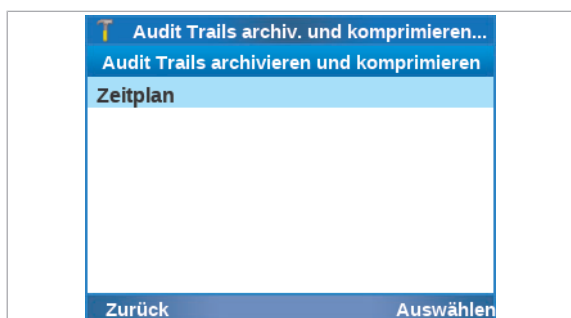 Audit Trails archiv. und komprimieren...
Audit Trails archivieren und komprimieren
Zeitplan
Zurück Auswählen